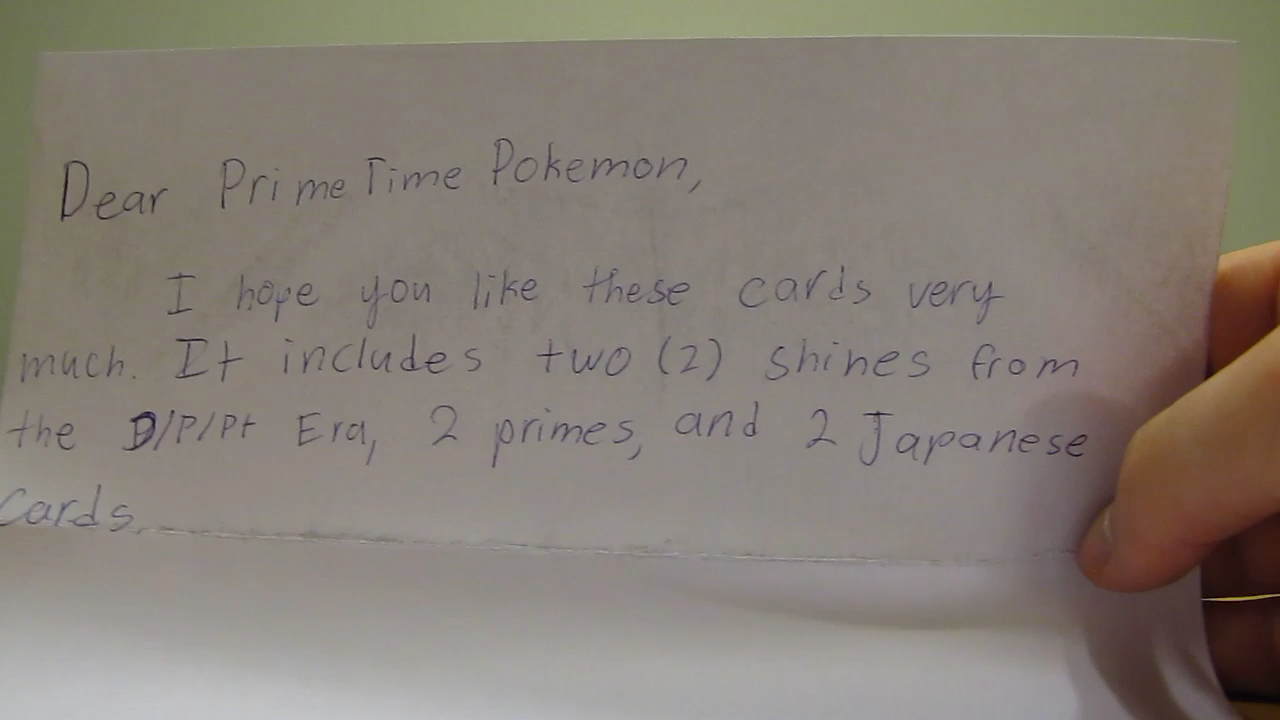 Dear PrimeTime Pokemon,
I hope you like these cards very
much. It includes two (2) shines from
the D/P/Pt Era, 2 primes, and 2 Japanese
Cards.